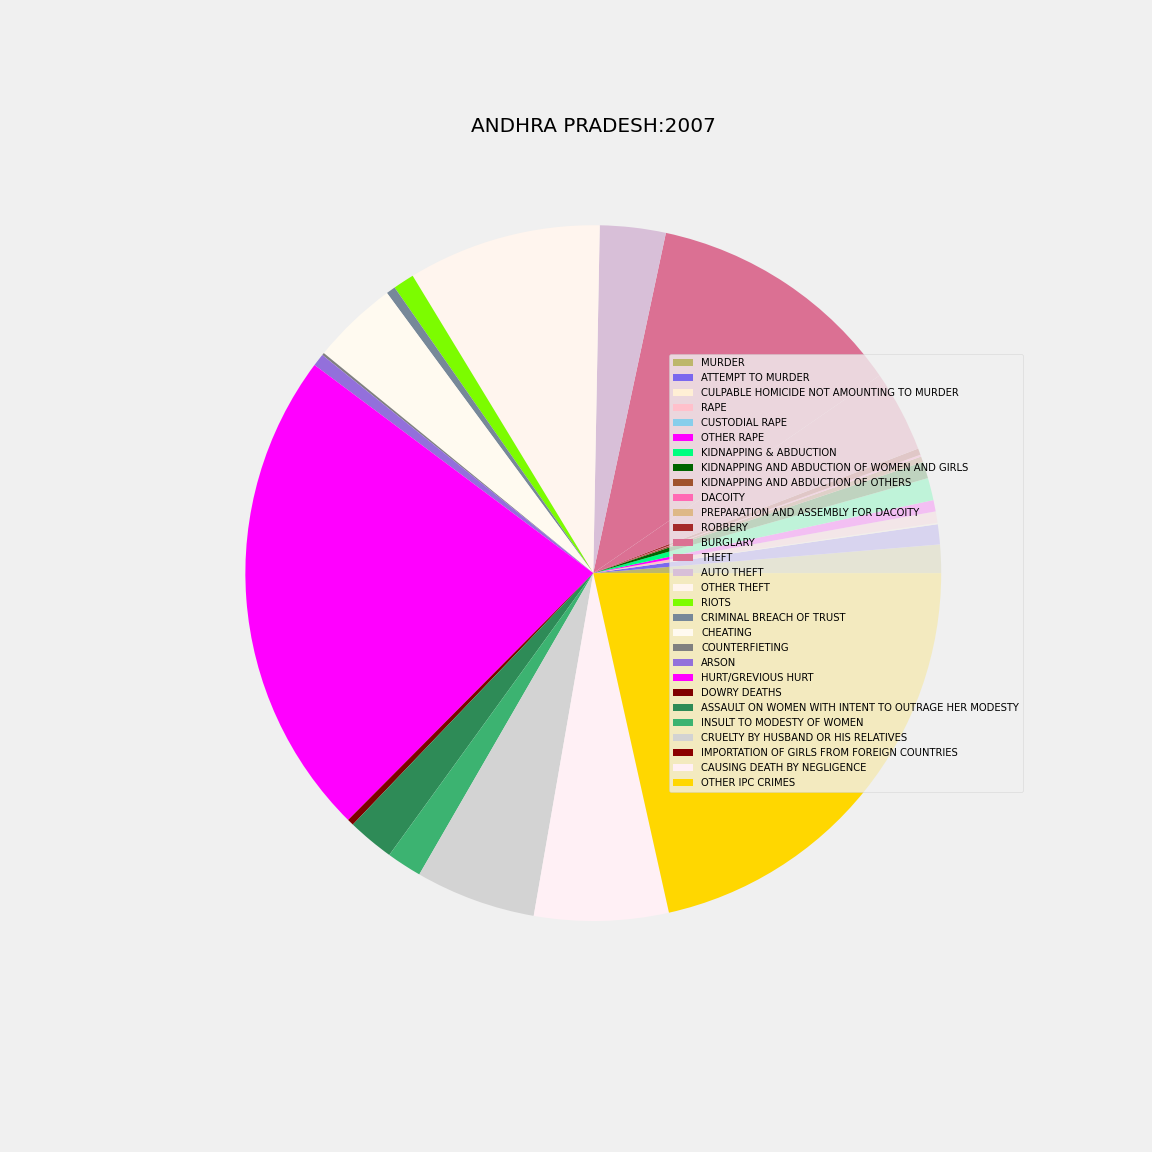 ANDHRA PRADESH:2007
MURDER
ATTEMPT TO MURDER
CULPABLE HOMICIDE NOT AMOUNTING TO MURDER
RAPE
CUSTODIAL RAPE
OTHER RAPE
KIDNAPPING & ABDUCTION
KIDNAPPING AND ABDUCTION OF WOMEN AND GIRLS
KIDNAPPING AND ABDUCTION OF OTHERS
DACOITY
PREPARATION AND ASSEMBLY FOR DACOITY
ROBBERY
BURGLARY
THEFT
AUTO THEFT
OTHER THEFT
RIOTS
CRIMINAL BREACH OF TRUST
CHEATING
COUNTERFIETING
ARSON
HURT/GREVIOUS HURT
DOWRY DEATHS
ASSAULT ON WOMEN WITH INTENT TO OUTRAGE HER MODESTY
INSULT TO MODESTY OF WOMEN
CRUELTY BY HUSBAND OR HIS RELATIVES
IMPORTATION OF GIRLS FROM FOREIGN COUNTRIES
CAUSING DEATH BY NEGLIGENCE
OTHER IPC CRIMES